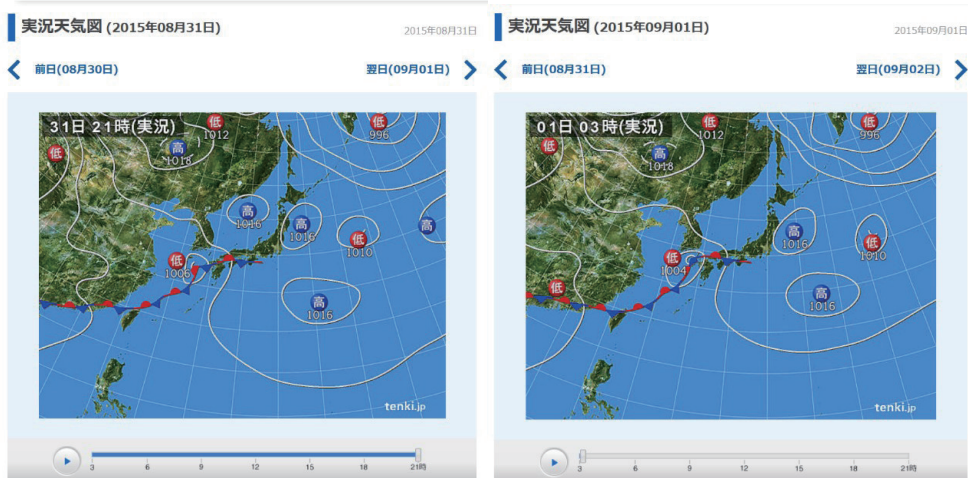 実況天気図 (2015年08月31日)
2015年08月31日
前日(08月30日)
翌日(09月01日)
31日 21時(実況)
低
1012
低
996
低
高
1018
高
1016
高
1016
低
1010
高
低
1006
高
1016
tenki.jp
3 6 9 12 15 18 21時
実況天気図 (2015年09月01日)
2015年09月01日
前日(08月31日)
翌日(09月02日)
01日 03時(実況)
低
1012
低
996
低
高
1018
高
1016
低
1010
低
1004
低
高
1016
tenki.jp
3 6 9 12 15 18 21時